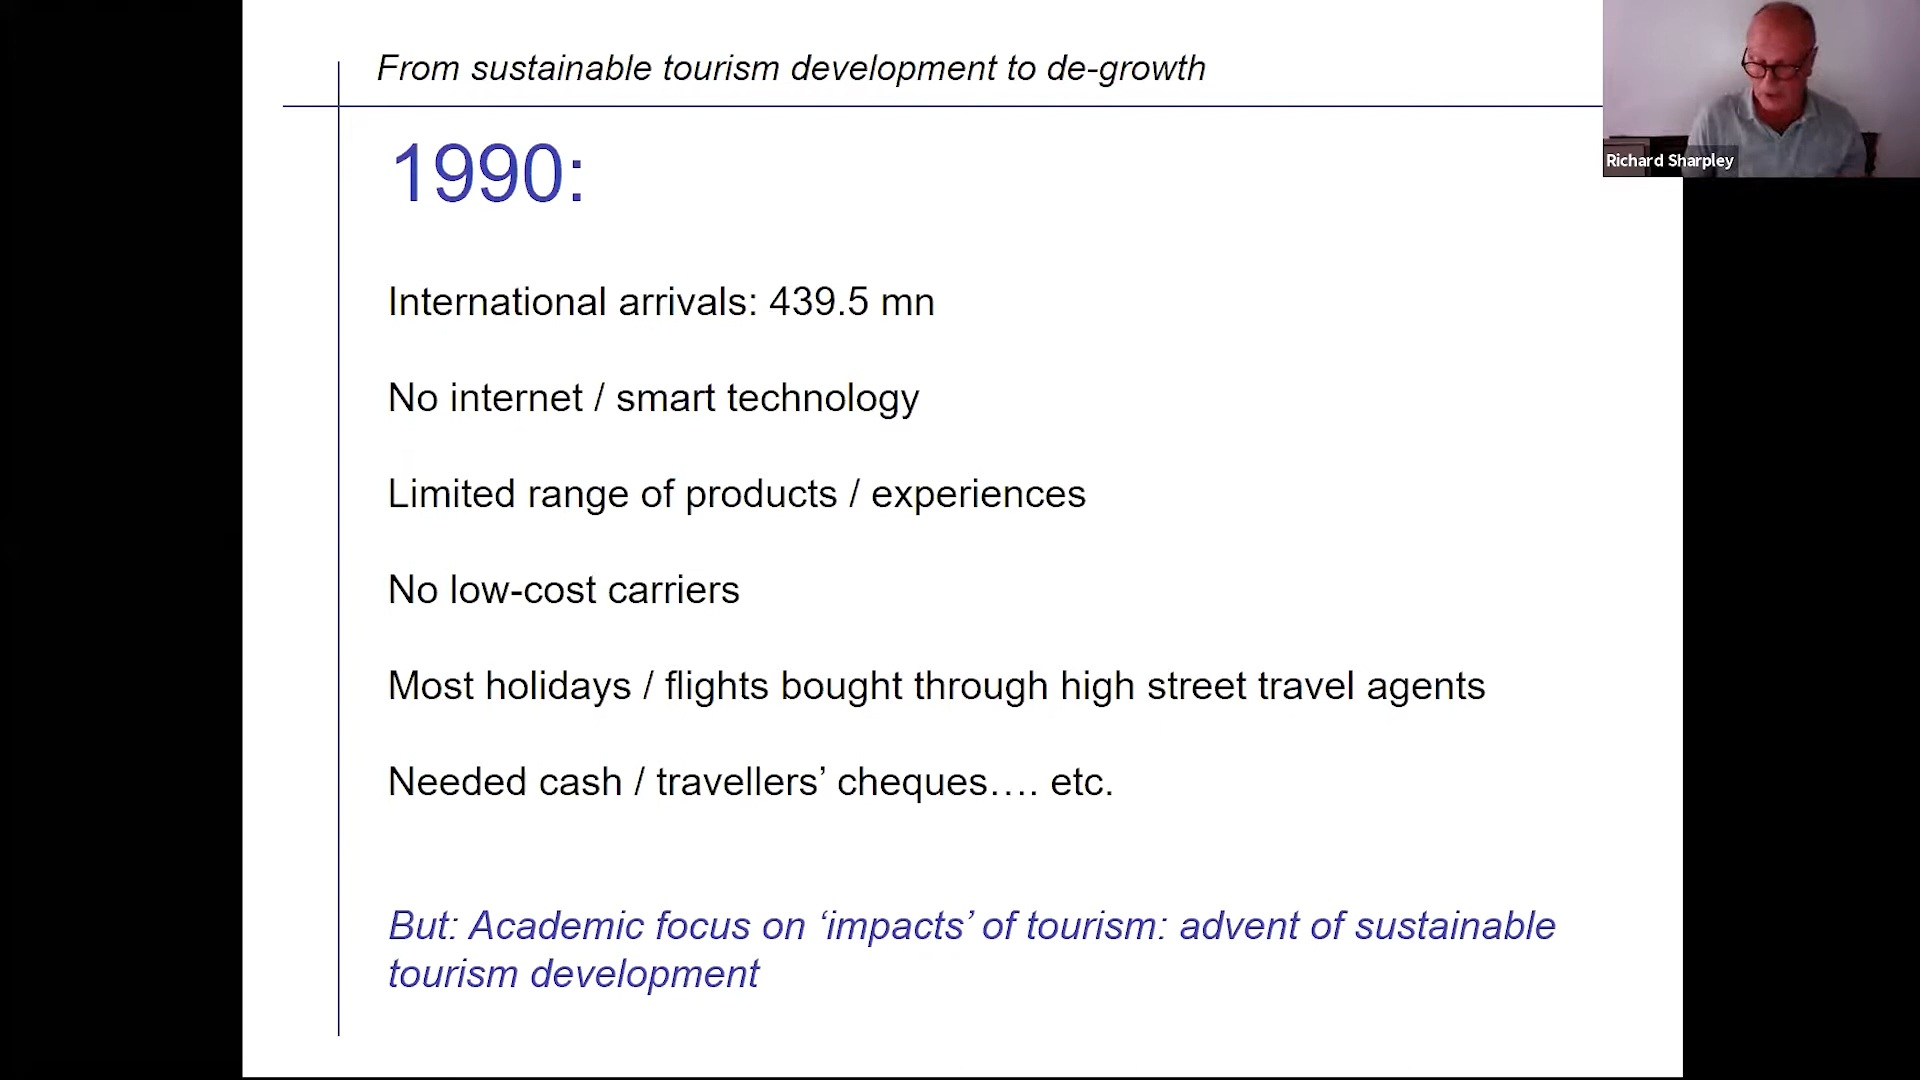 From sustainable tourism development to de-growth
Richard Sharpley
1990:
International arrivals: 439.5 mn
No internet / smart technology
Limited range of products / experiences
No low-cost carriers
Most holidays / flights bought through high street travel agents
Needed cash / travellers’ cheques…. etc.
But: Academic focus on ‘impacts’ of tourism: advent of sustainable
tourism development